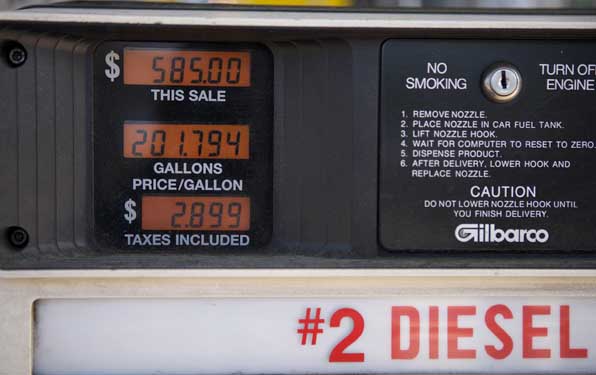 $ 585.00
THIS SALE
201.794
GALLONS
PRICE/GALLON
$ 2.899
TAXES INCLUDED
NO SMOKING
TURN OFF ENGINE
1. REMOVE NOZZLE.
2. PLACE NOZZLE IN CAR FUEL TANK.
3. LIFT NOZZLE HOOK.
4. WAIT FOR COMPUTER TO RESET TO ZERO.
5. DISPENSE PRODUCT.
6. AFTER DELIVERY, LOWER HOOK AND
REPLACE NOZZLE.
CAUTION
DO NOT LOWER NOZZLE HOOK UNTIL
YOU FINISH DELIVERY.
Gilbarco
#2 DIESEL